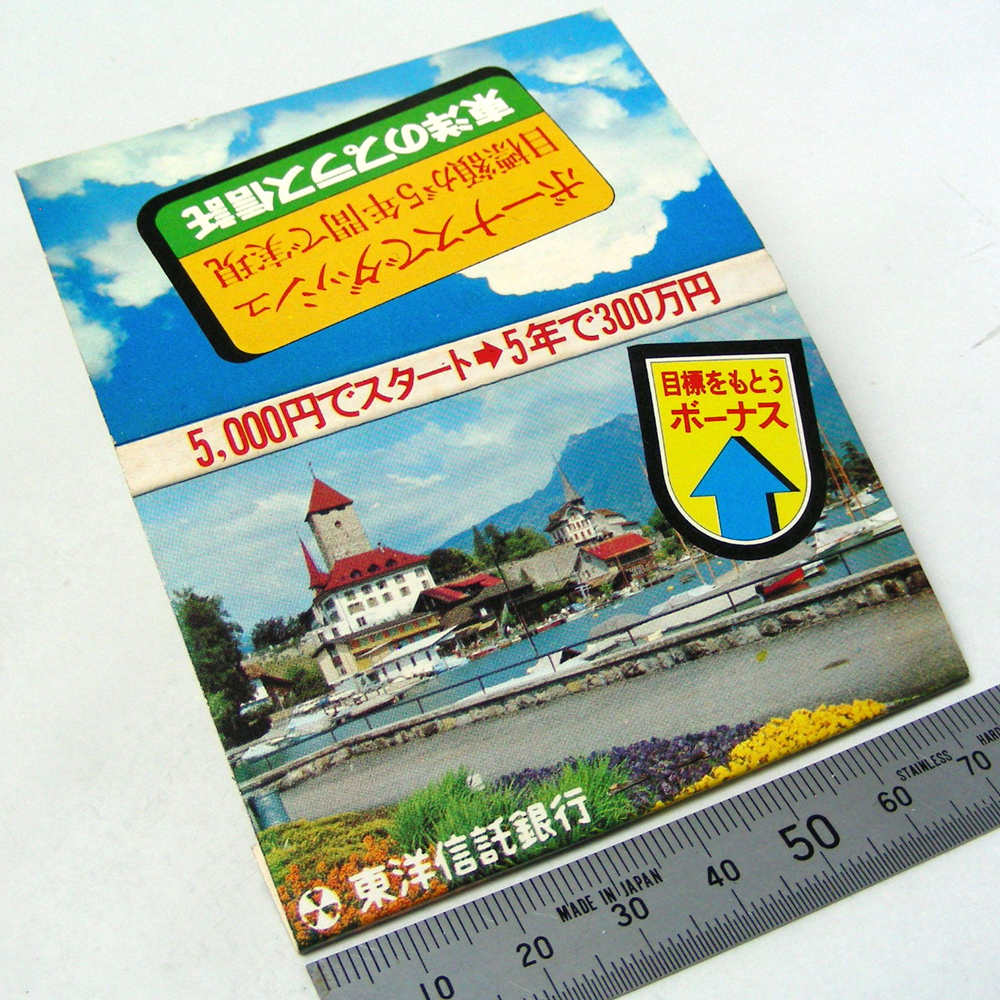 東洋のプラス信託
目標額が5年間で実現
ボーナスでダッシュ
5,000円でスタート➡5年で300万円
目標をもとう
ボーナス
東洋信託銀行
MADE IN JAPAN
STAINLESS HARD
10 20 30 40 50 60 70